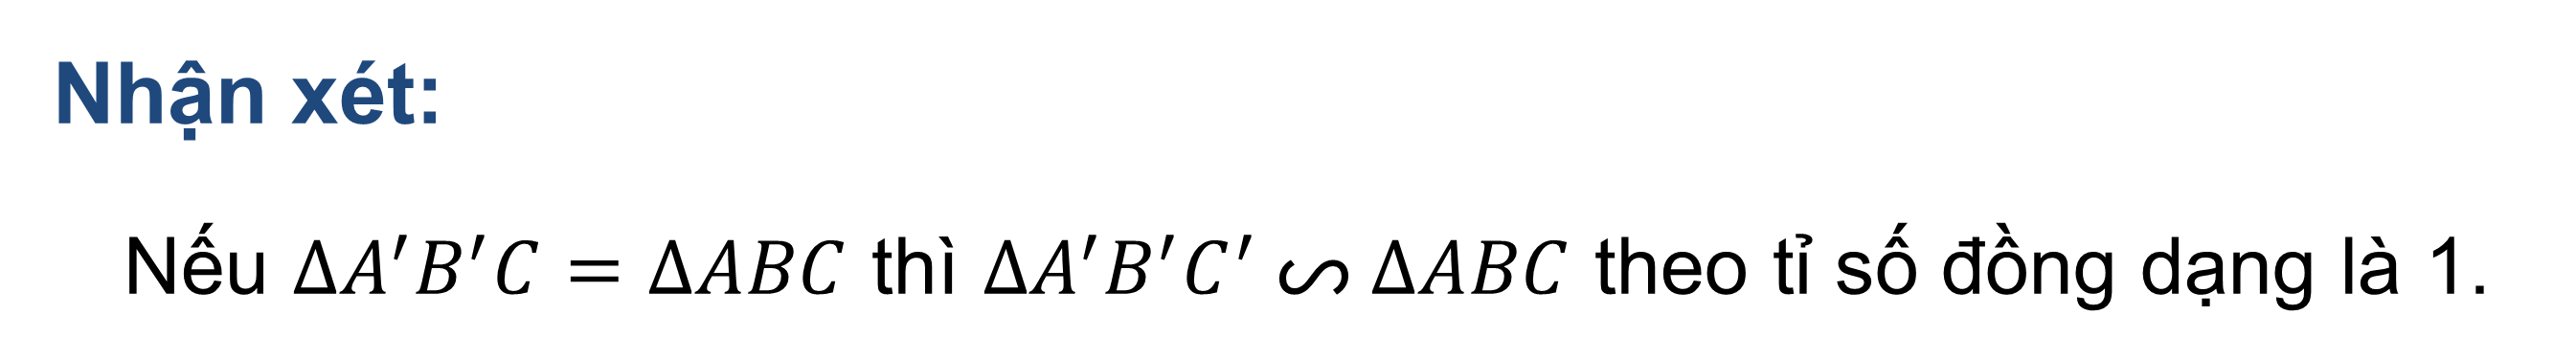 Nhận xét:
Nếu ΔA′B′C = ΔABC thì ΔA′B′C′ ∽ ΔABC theo tỉ số đồng dạng là 1.